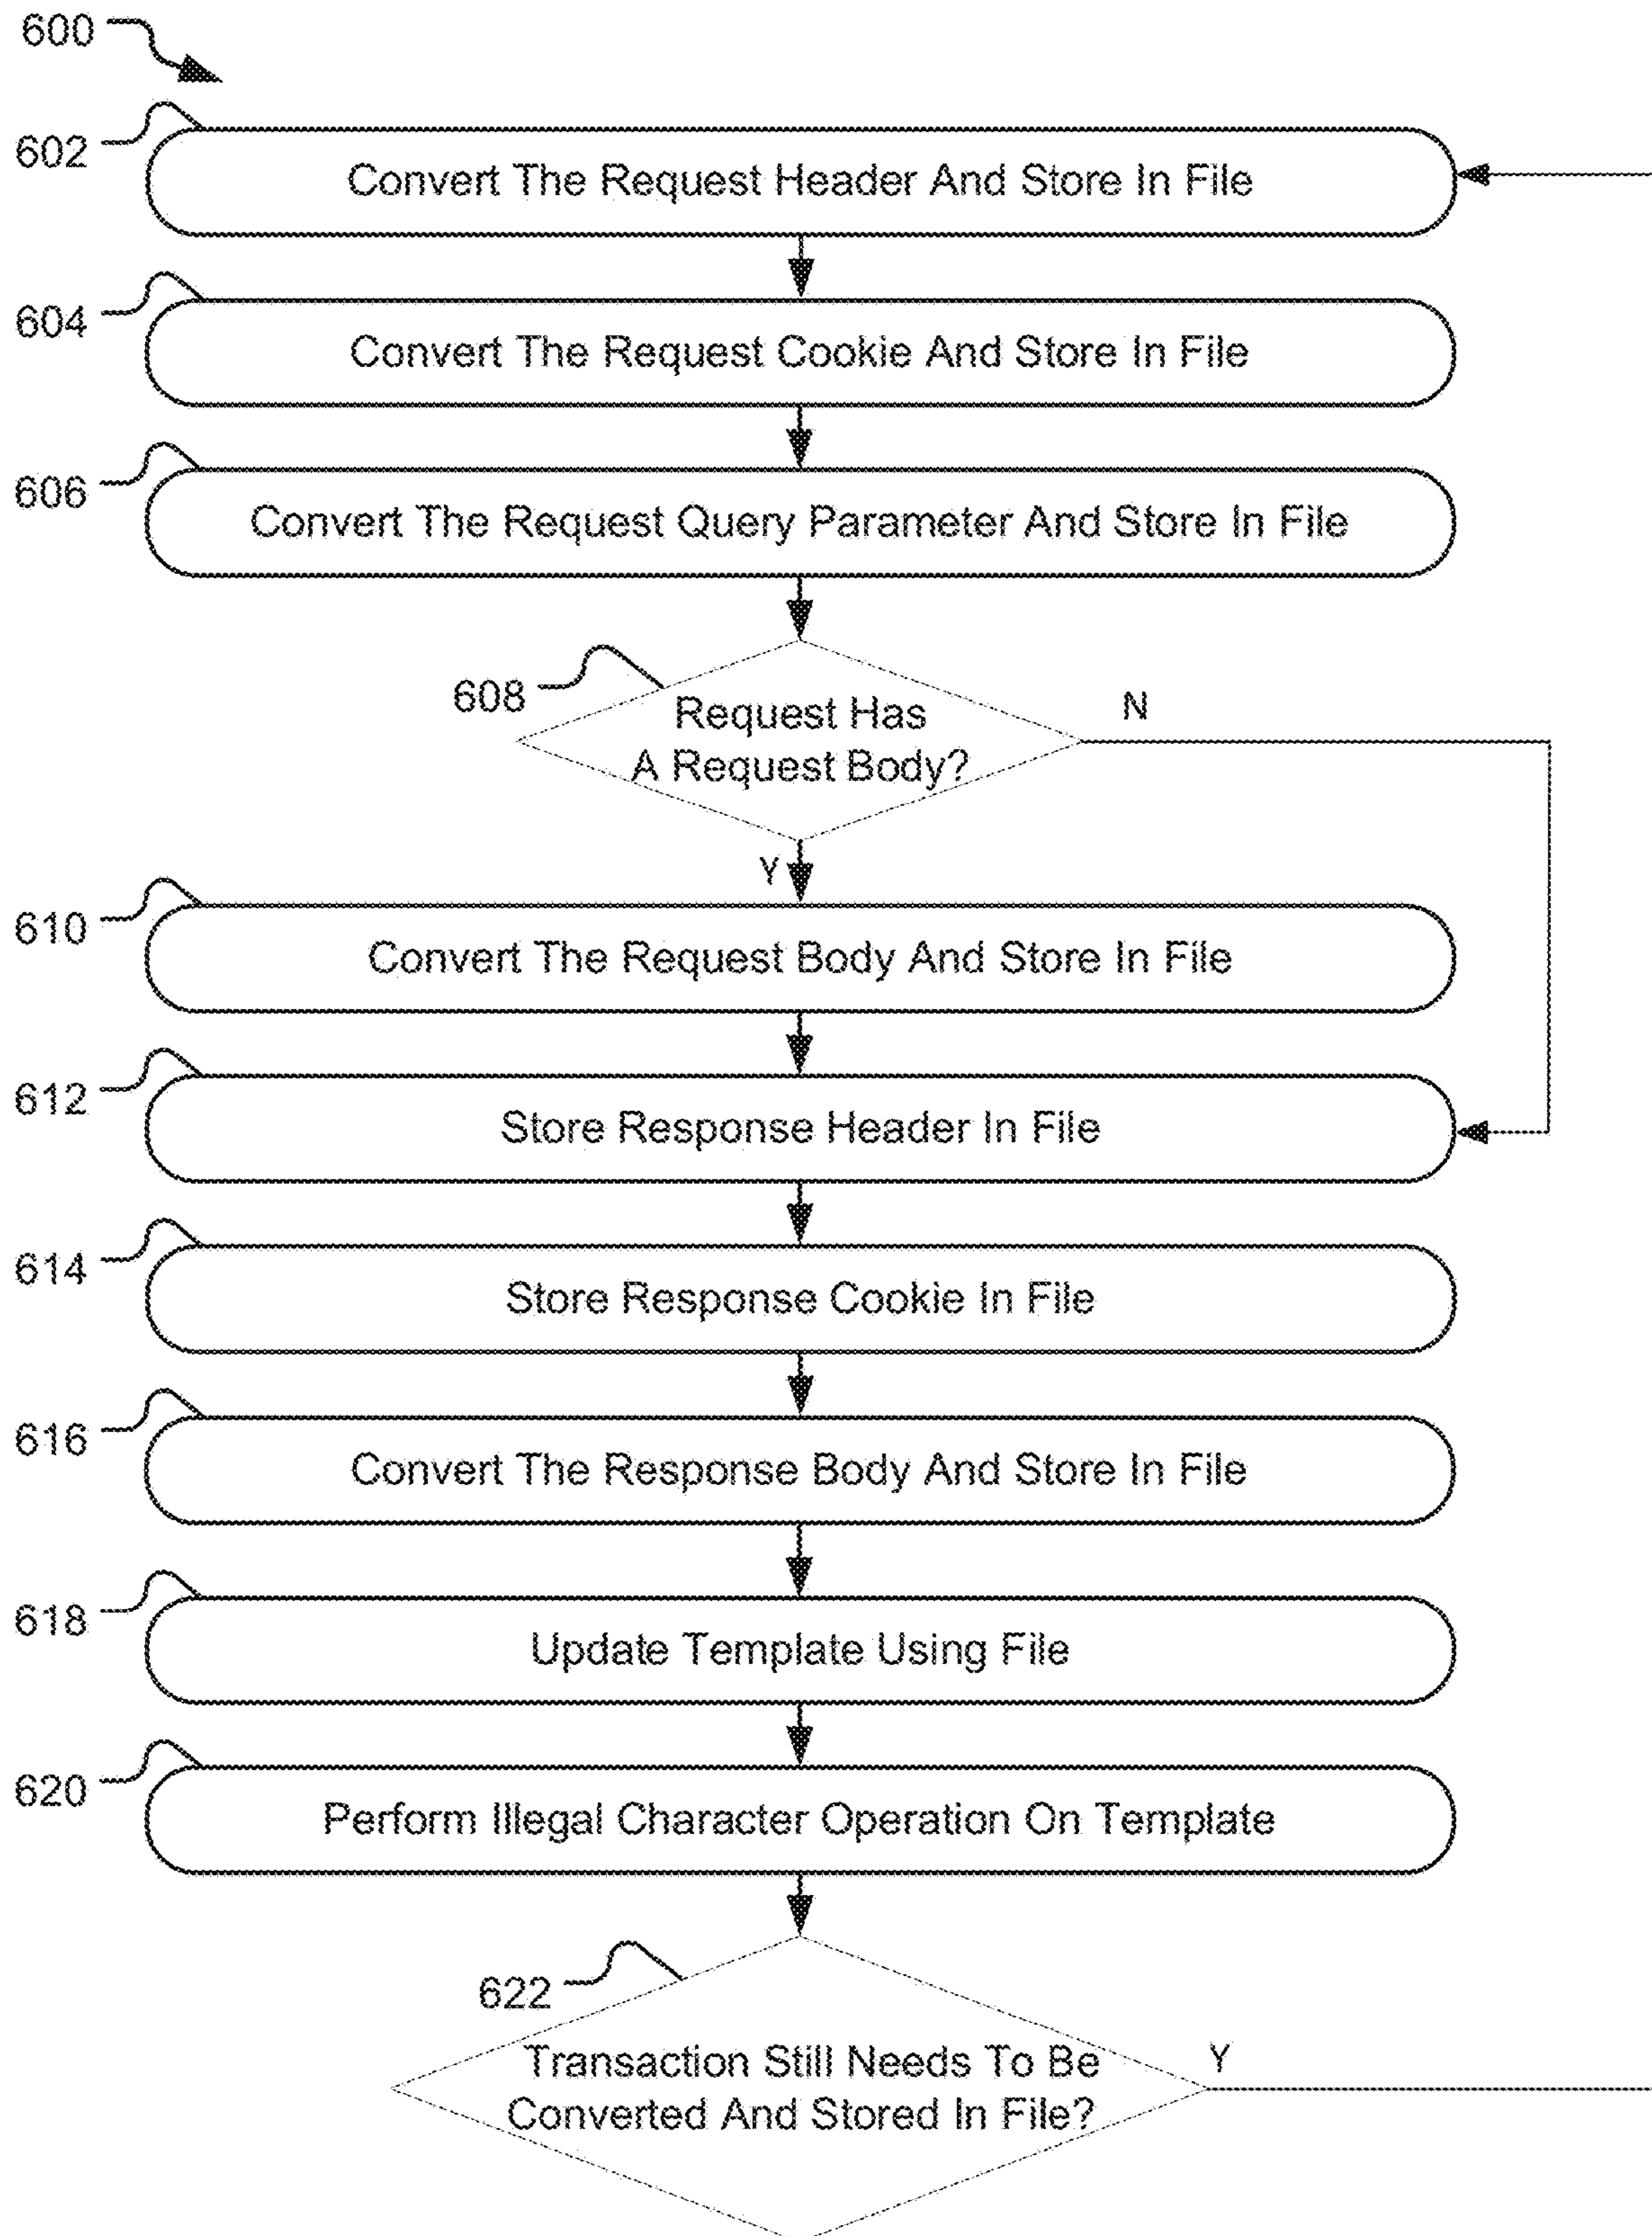 600
602
Convert The Request Header And Store In File
604
Convert The Request Cookie And Store In File
606
Convert The Request Query Parameter And Store In File
608
Request Has
A Request Body?
N
Y
610
Convert The Request Body And Store In File
612
Store Response Header In File
614
Store Response Cookie In File
616
Convert The Response Body And Store In File
618
Update Template Using File
620
Perform Illegal Character Operation On Template
622
Transaction Still Needs To Be
Converted And Stored In File?
Y